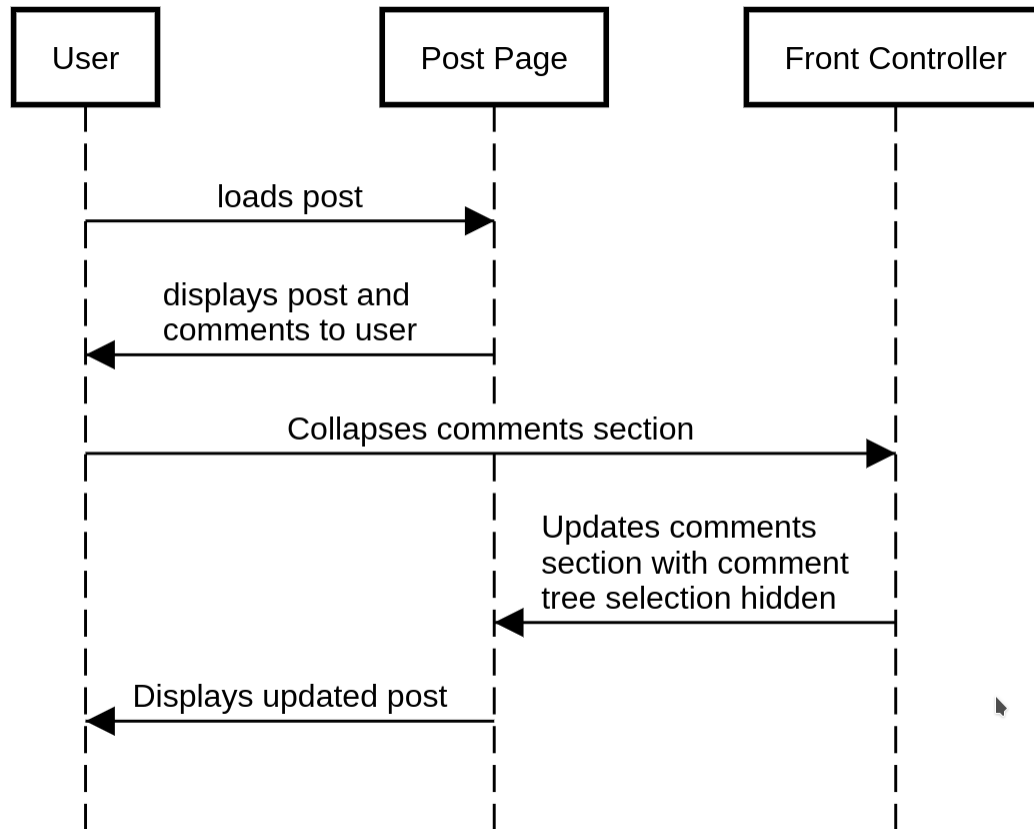 User
Post Page
Front Controller
loads post
displays post and
comments to user
Collapses comments section
Updates comments
section with comment
tree selection hidden
Displays updated post